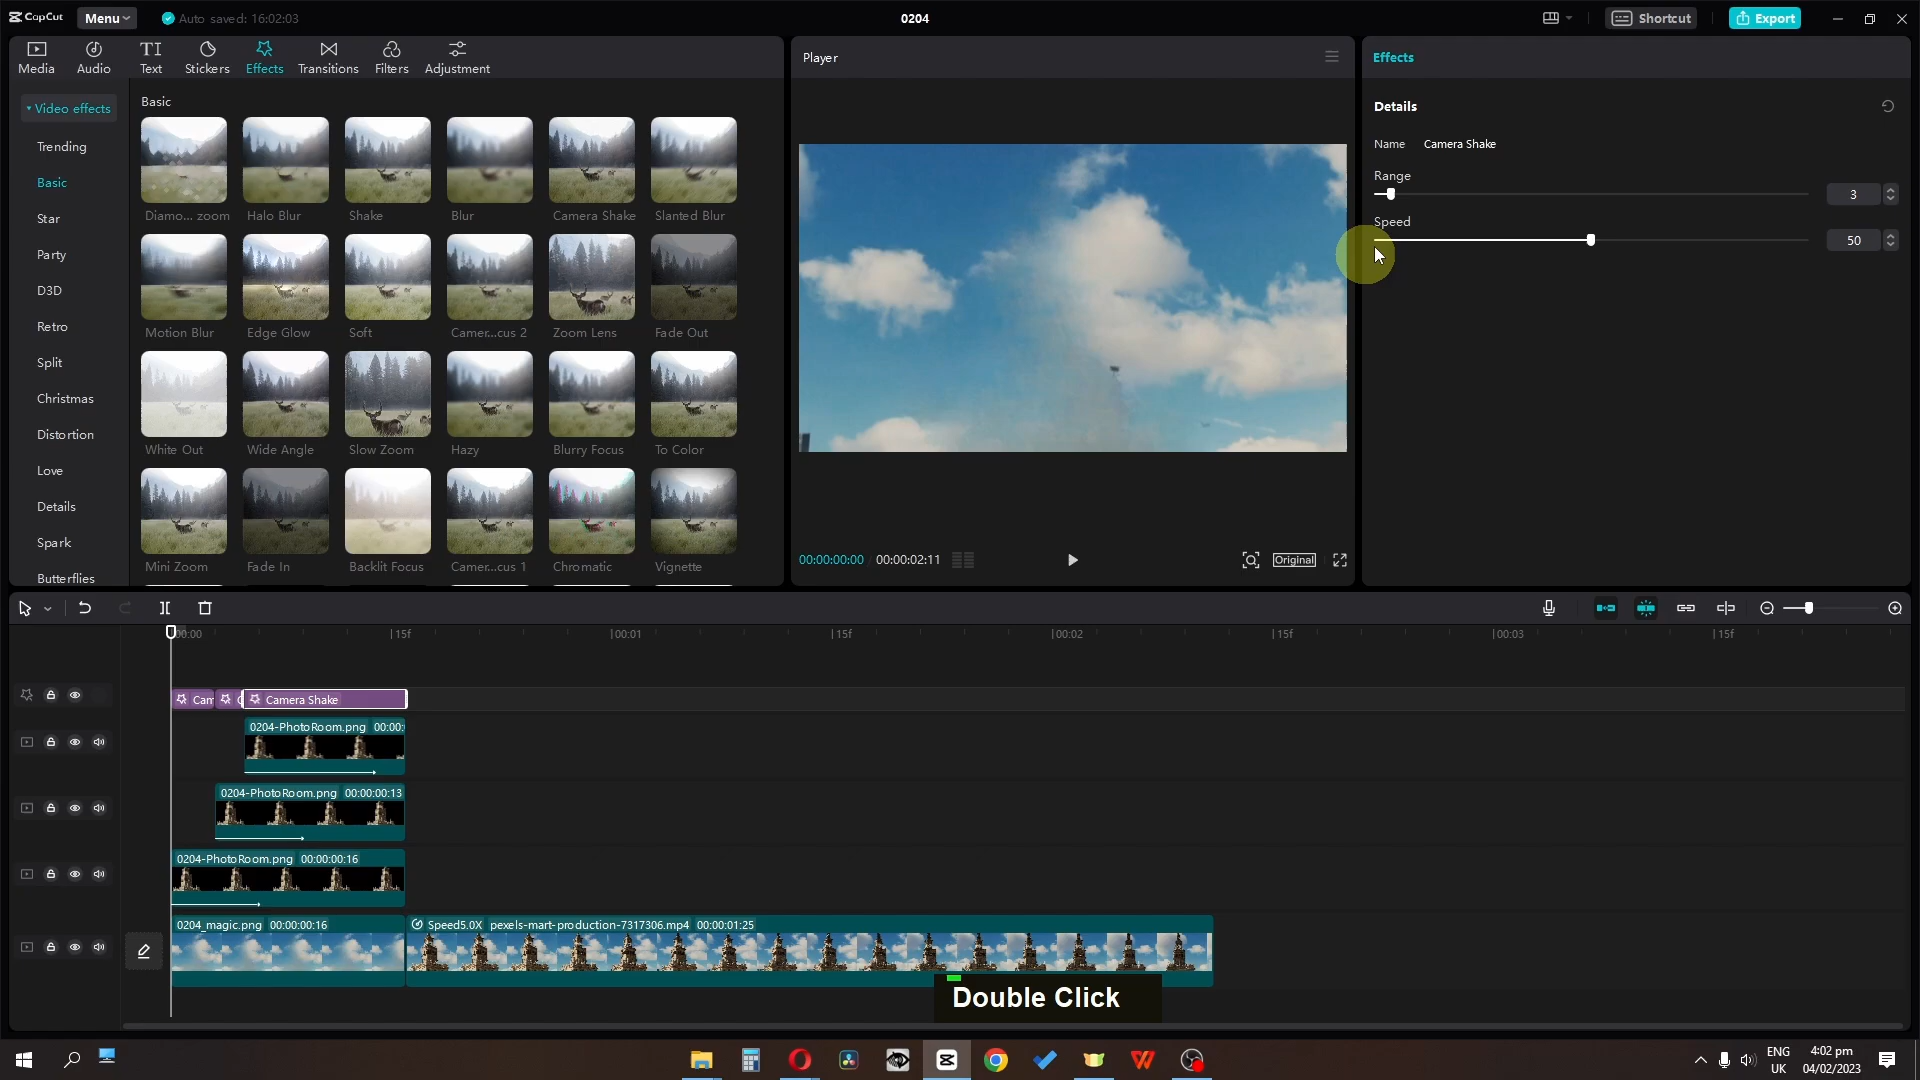 CapCut
Menu
Auto saved: 16:02:03
0204
Shortcut
Export
Media
Audio
TI
Text
Stickers
Effects
Transitions
Filters
Adjustment
Player
Effects
Video effects
Trending
Basic
Star
Party
D3D
Retro
Split
Christmas
Distortion
Love
Details
Spark
Butterflies
Basic
Diamo... zoom
Halo Blur
Shake
Blur
Camera Shake
Slanted Blur
Motion Blur
Edge Glow
Soft
Camer...cus 2
Zoom Lens
Fade Out
White Out
Wide Angle
Slow Zoom
Hazy
Blurry Focus
To Color
Mini Zoom
Fade In
Backlit Focus
Camer...cus 1
Chromatic
Vignette
00:00:00:00
00:00:02:11
Original
Details
Name Camera Shake
Range
3
Speed
50
00:00
15f
00:01
15f
00:02
15f
00:03
15f
Cam
Camera Shake
0204-PhotoRoom.png 00:00:
0204-PhotoRoom.png 00:00:00:13
0204-PhotoRoom.png 00:00:00:16
0204_magic.png 00:00:00:16
Speed5.0X pexels-mart-production-7317306.mp4 00:00:01:25
Double Click
ENG
UK
4:02 pm
04/02/2023